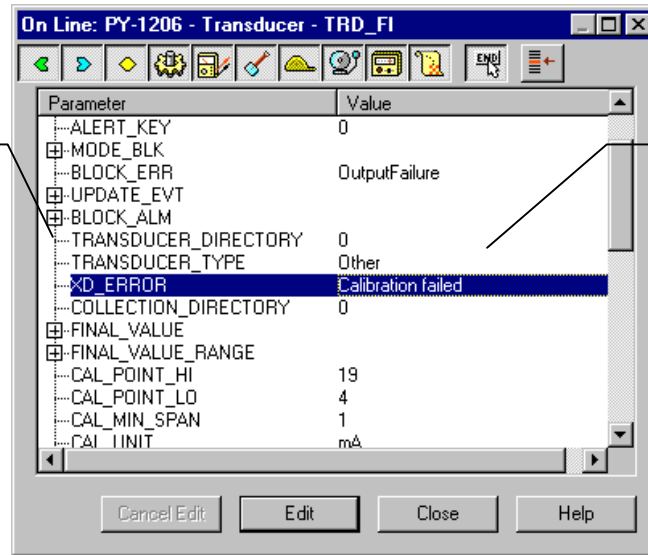 On Line: PY-1206 - Transducer - TRD_FI
END
Parameter Value
ALERT_KEY 0
MODE_BLK
BLOCK_ERR OutputFailure
UPDATE_EVT
BLOCK_ALM
TRANSDUCER_DIRECTORY 0
TRANSDUCER_TYPE Other
XD_ERROR Calibration failed
COLLECTION_DIRECTORY 0
FINAL_VALUE
FINAL_VALUE_RANGE
CAL_POINT_HI 19
CAL_POINT_LO 4
CAL_MIN_SPAN 1
CAL_UNIT mA
Cancel Edit Edit Close Help